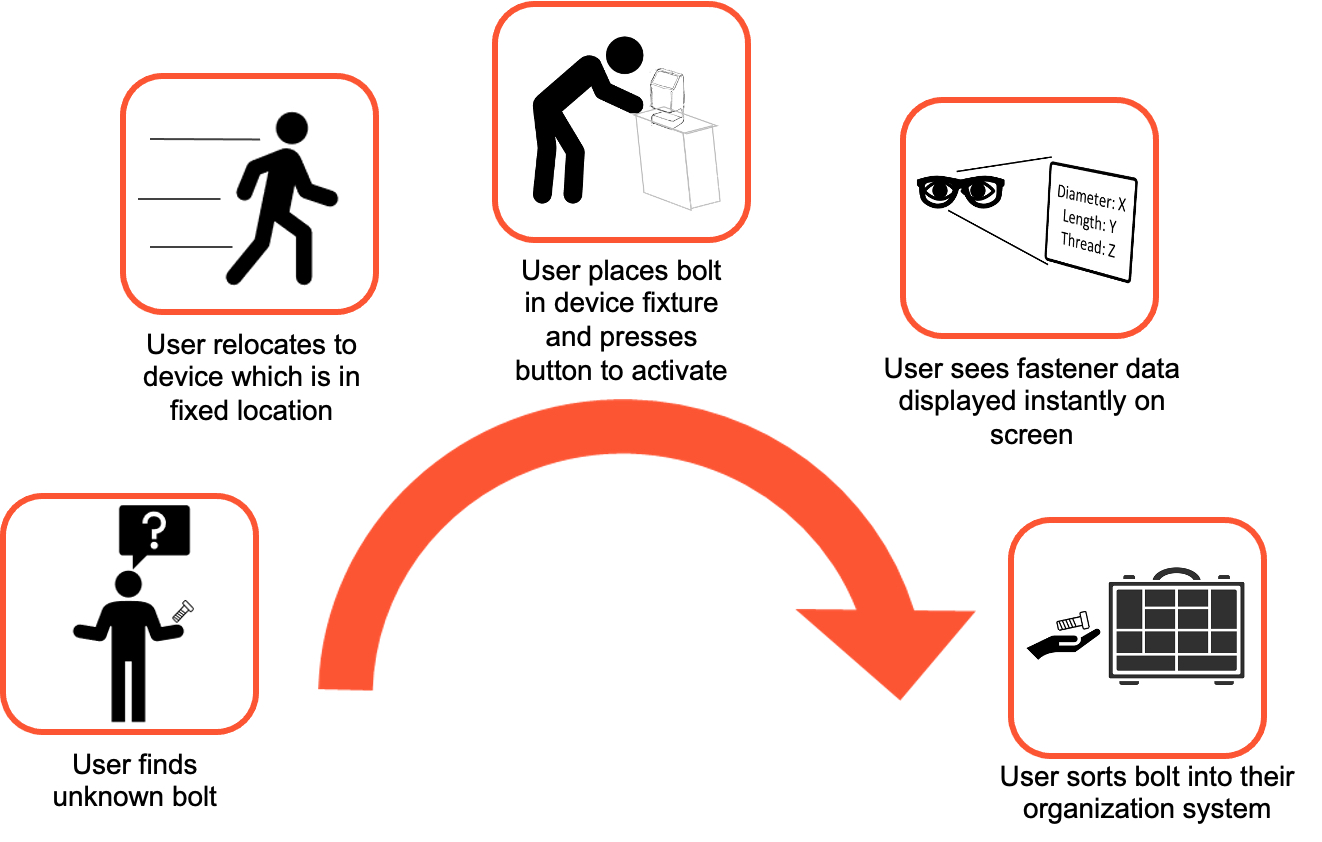 ?
User finds
unknown bolt
User relocates to
device which is in
fixed location
User places bolt
in device fixture
and presses
button to activate
Diameter: X
Length: Y
Thread: Z
User sees fastener data
displayed instantly on
screen
User sorts bolt into their
organization system